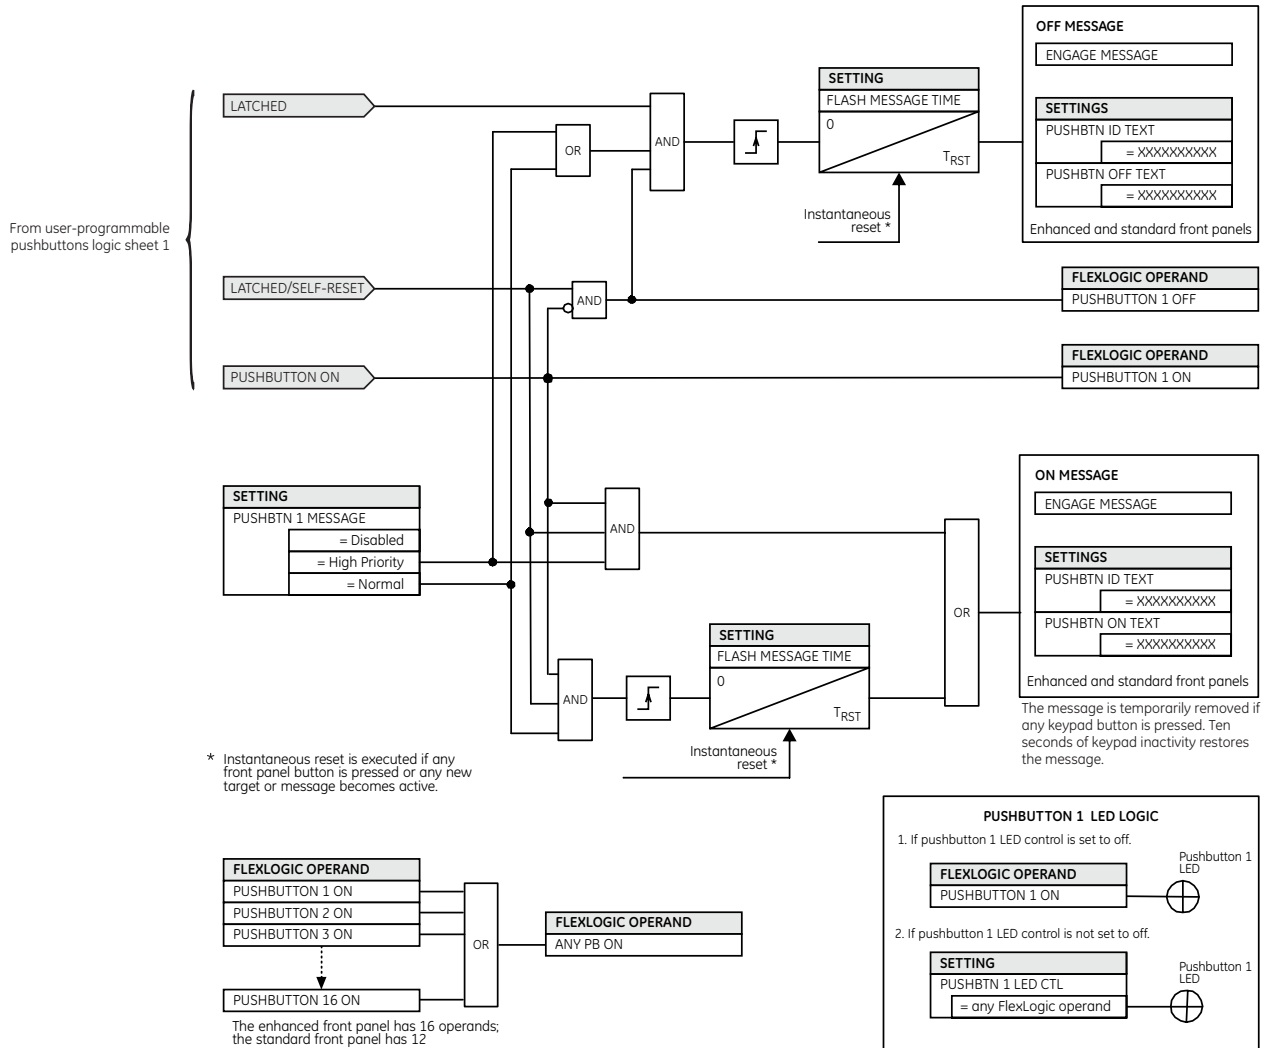 OFF MESSAGE
ENGAGE MESSAGE
SETTING
FLASH MESSAGE TIME
0
TRST
SETTINGS
PUSHBTN ID TEXT
= XXXXXXXXXX
PUSHBTN OFF TEXT
= XXXXXXXXXX
Enhanced and standard front panels
LATCHED
OR
AND
Instantaneous
reset *
From user-programmable
pushbuttons logic sheet 1
LATCHED/SELF-RESET
AND
FLEXLOGIC OPERAND
PUSHBUTTON 1 OFF
PUSHBUTTON ON
FLEXLOGIC OPERAND
PUSHBUTTON 1 ON
SETTING
PUSHBTN 1 MESSAGE
= Disabled
= High Priority
= Normal
AND
ON MESSAGE
ENGAGE MESSAGE
SETTINGS
PUSHBTN ID TEXT
= XXXXXXXXXX
PUSHBTN ON TEXT
= XXXXXXXXXX
Enhanced and standard front panels
The message is temporarily removed if
any keypad button is pressed. Ten
seconds of keypad inactivity restores
the message.
OR
SETTING
FLASH MESSAGE TIME
0
TRST
AND
Instantaneous
reset *
* Instantaneous reset is executed if any
front panel button is pressed or any new
target or message becomes active.
FLEXLOGIC OPERAND
PUSHBUTTON 1 ON
PUSHBUTTON 2 ON
PUSHBUTTON 3 ON
PUSHBUTTON 16 ON
OR
FLEXLOGIC OPERAND
ANY PB ON
The enhanced front panel has 16 operands;
the standard front panel has 12
PUSHBUTTON 1 LED LOGIC
1. If pushbutton 1 LED control is set to off.
FLEXLOGIC OPERAND
PUSHBUTTON 1 ON
Pushbutton 1
LED
2. If pushbutton 1 LED control is not set to off.
SETTING
PUSHBTN 1 LED CTL
= any FlexLogic operand
Pushbutton 1
LED